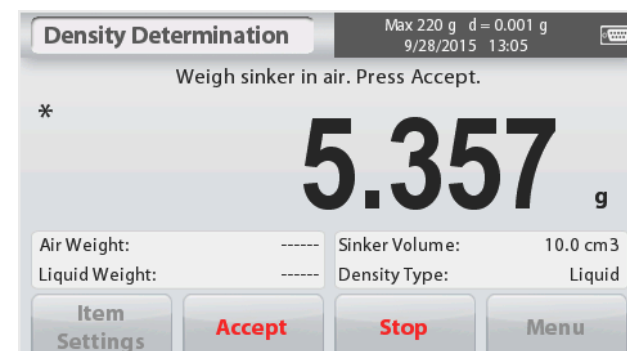 Density Determination
Max 220 g d = 0.001 g
9/28/2015 13:05
Weigh sinker in air. Press Accept.
*
5.357 g
Air Weight: ------
Liquid Weight: ------
Sinker Volume: 10.0 cm3
Density Type: Liquid
Item
Settings
Accept
Stop
Menu